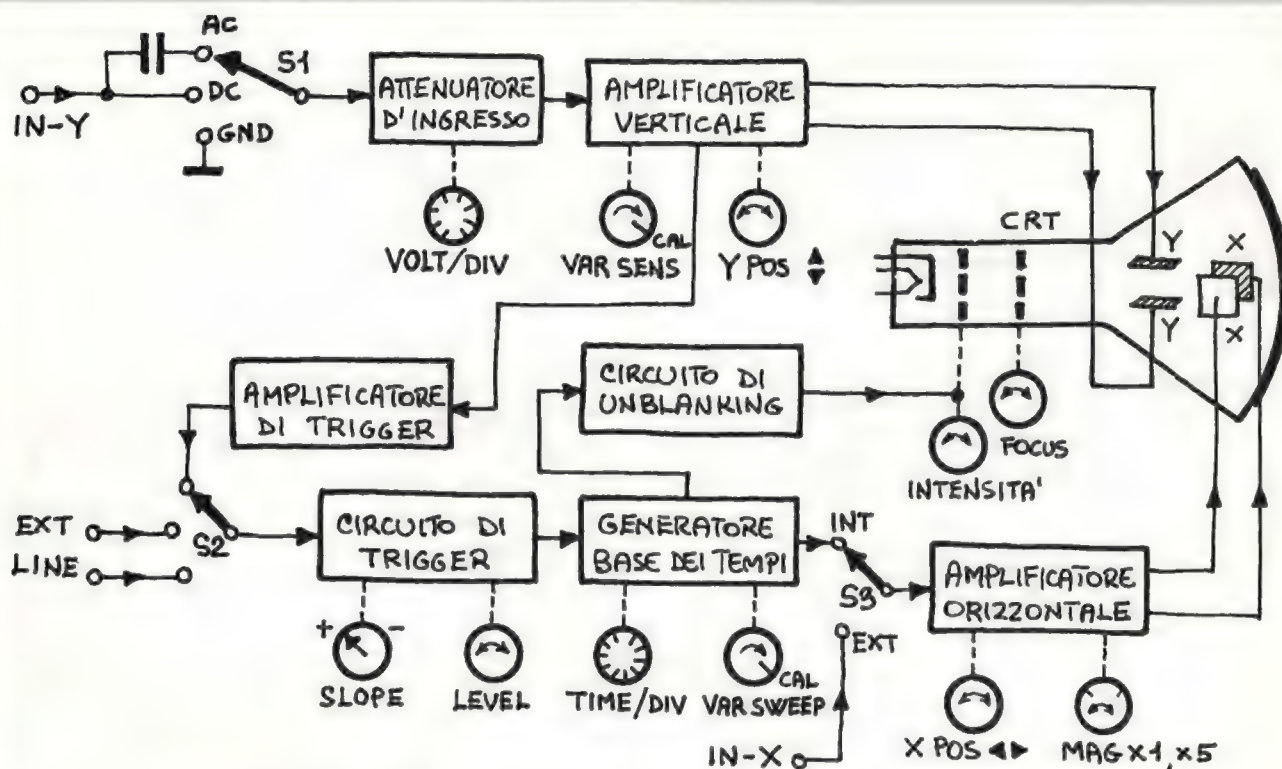 AC
S1
DC
IN-Y
GND
ATTENUATORE
D'INGRESSO
AMPLIFICATORE
VERTICALE
VOLT/DIV
CAL
VAR SENS
Y POS
CRT
Y
X
Y
X
AMPLIFICATORE
DI TRIGGER
CIRCUITO DI
UNBLANKING
FOCUS
INTENSITA'
EXT
LINE
S2
CIRCUITO DI
TRIGGER
GENERATORE
BASE DEI TEMPI
INT
S3
EXT
AMPLIFICATORE
ORIZZONTALE
+ -
SLOPE
LEVEL
TIME/DIV
CAL
VAR SWEEP
IN-X
X POS
MAG X1, X5